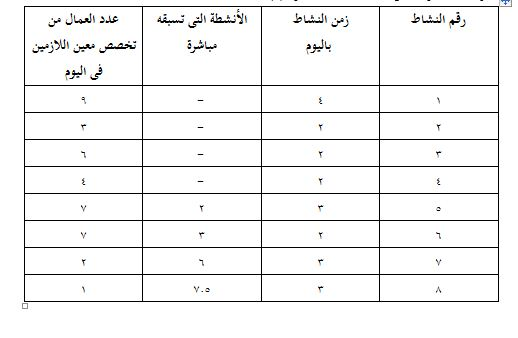 رقم النشاط | زمن النشاط باليوم | الأنشطة التى تسبقه مباشرة | عدد العمال من تخصص معين اللازمين فى اليوم
١ | ٤ | – | ٩
٢ | ٢ | – | ٣
٣ | ٢ | – | ٦
٤ | ٢ | – | ٤
٥ | ٣ | ٢ | ٧
٦ | ٢ | ٣ | ٧
٧ | ٣ | ٦ | ٢
٨ | ٣ | ٧.٥ | ١